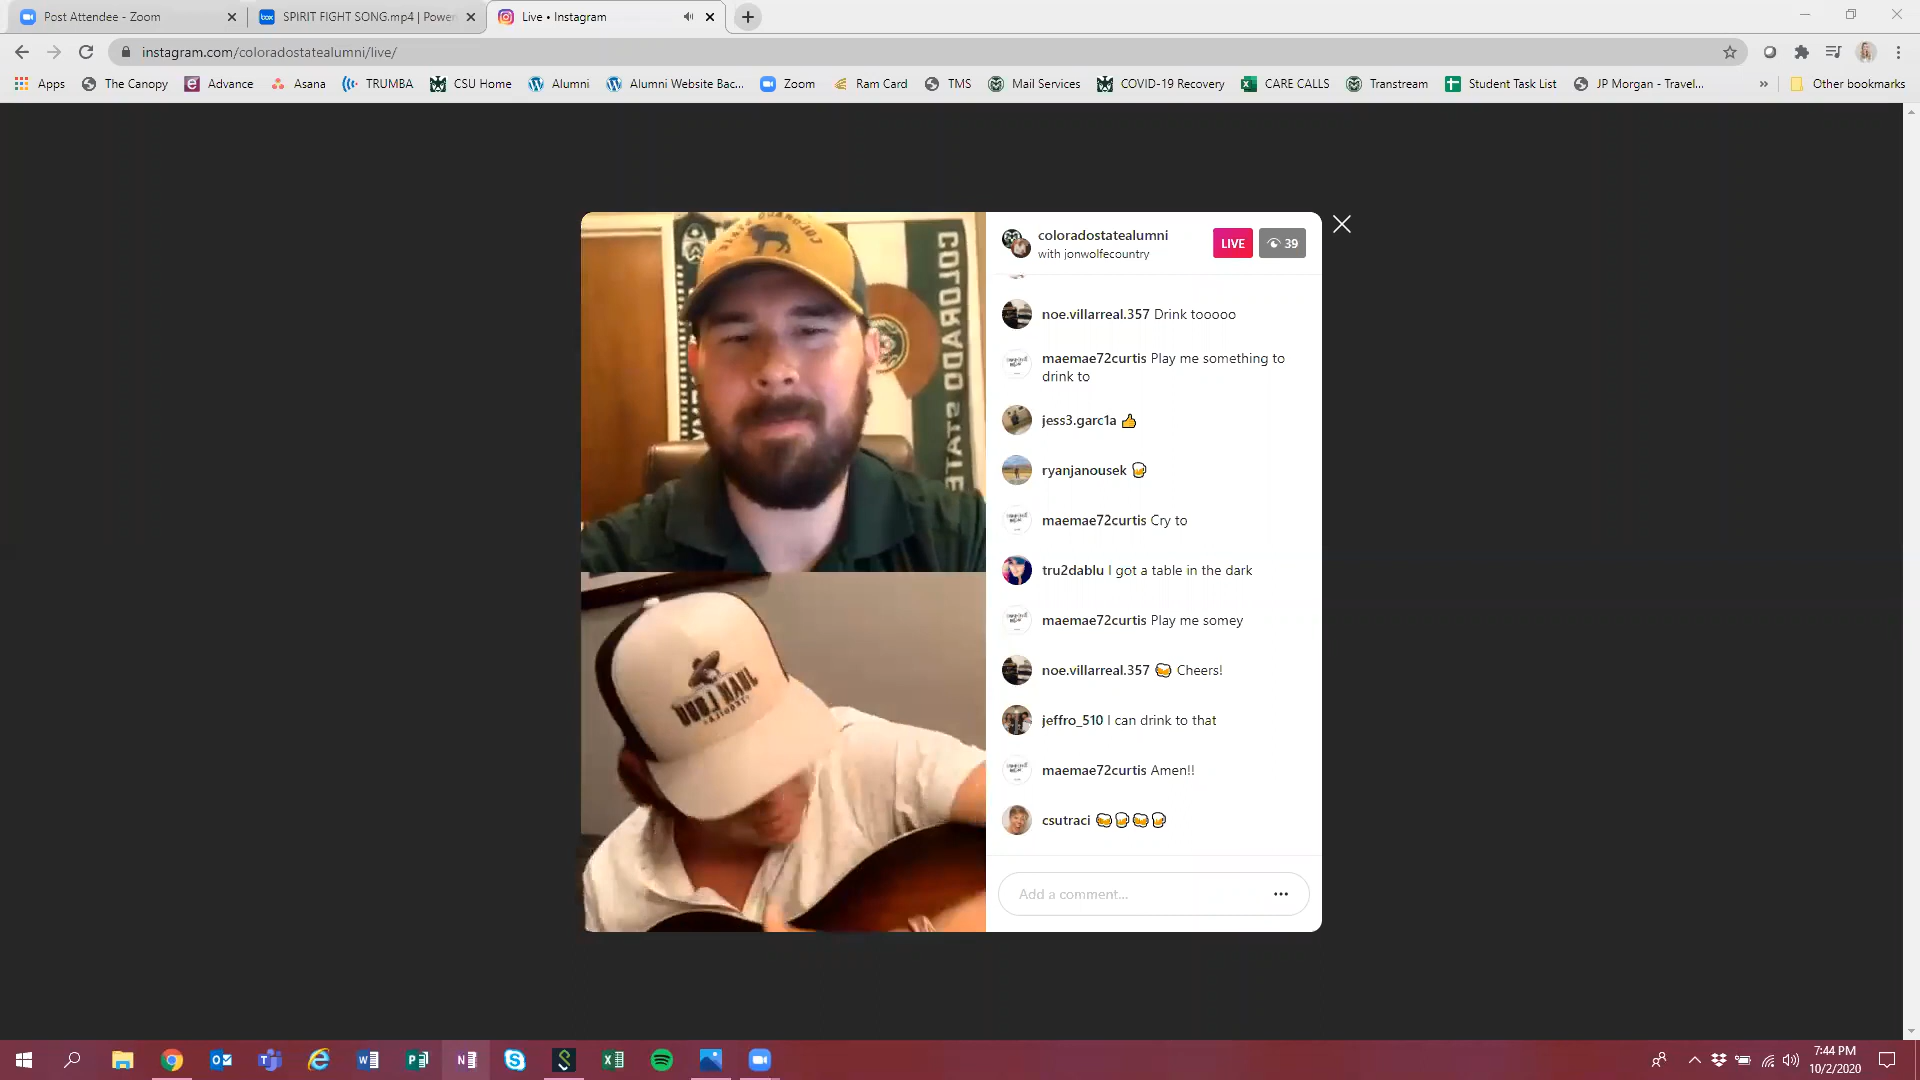 Post Attendee - Zoom
SPIRIT FIGHT SONG.mp4 | Power
Live • Instagram
instagram.com/coloradostatealumni/live/
Apps
The Canopy
Advance
Asana
TRUMBA
CSU Home
Alumni
Alumni Website Bac...
Zoom
Ram Card
TMS
Mail Services
COVID-19 Recovery
CARE CALLS
Transtream
Student Task List
JP Morgan - Travel...
»
Other bookmarks
COLORADO STATE
COLORADO STATE
JUAN LOBO
TEQUILA
coloradostatealumni
with jonwolfecountry
LIVE
39
noe.villarreal.357 Drink tooooo
maemae72curtis Play me something to
drink to
jess3.garc1a 👍
ryanjanousek 🍺
maemae72curtis Cry to
tru2dablu I got a table in the dark
maemae72curtis Play me somey
noe.villarreal.357 🍻 Cheers!
jeffro_510 I can drink to that
maemae72curtis Amen!!
csutraci 🍻🍺🍻🍺
Add a comment...
7:44 PM
10/2/2020